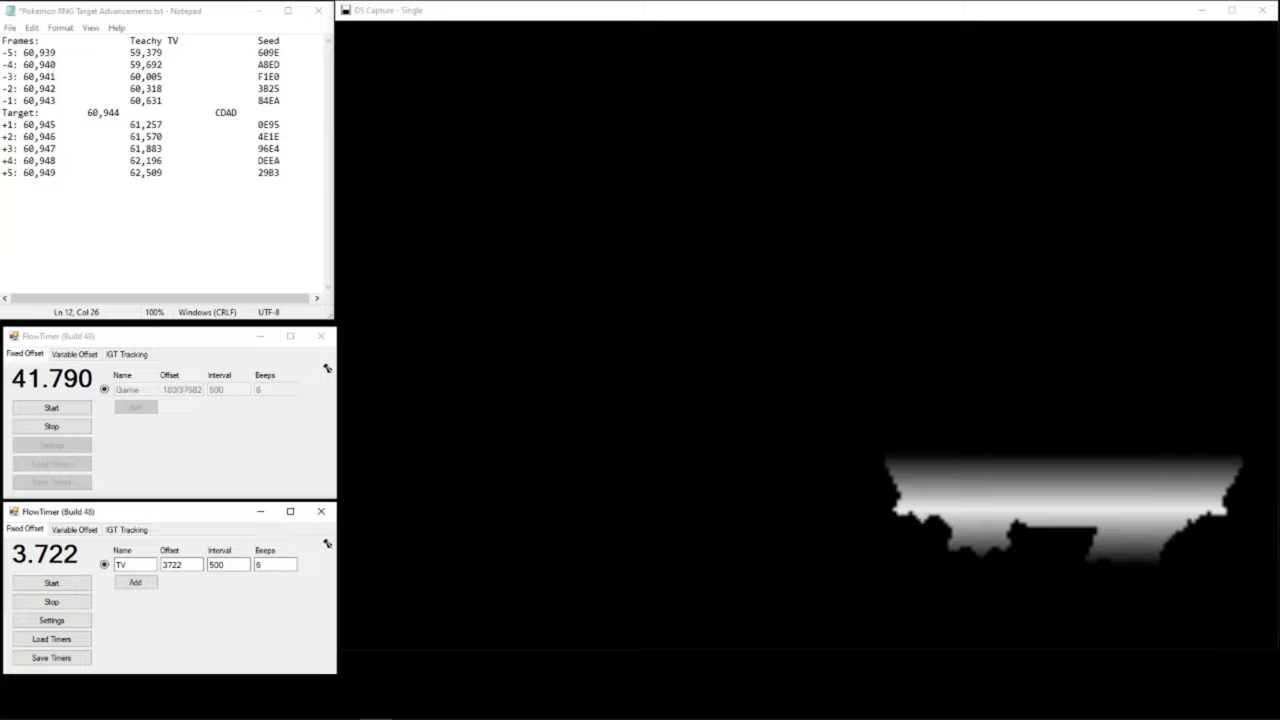 *Pokemon RNG Target Advancements.txt - Notepad
File Edit Format View Help
Frames: Teachy TV Seed
-5: 60,939 59,379 609E
-4: 60,940 59,692 A8ED
-3: 60,941 60,005 F1E0
-2: 60,942 60,318 3B25
-1: 60,943 60,631 84EA
Target: 60,944 CDAD
+1: 60,945 61,257 0E95
+2: 60,946 61,570 4E1E
+3: 60,947 61,883 96E4
+4: 60,948 62,196 DEEA
+5: 60,949 62,509 29B3
Ln 12, Col 26 100% Windows (CRLF) UTF-8
FlowTimer (Build 48)
Fixed Offset Variable Offset IGT Tracking
41.790
Name Offset Interval Beeps
Game 180/37582 500 6
Start
Add
Stop
Settings
Load Timers
Save Timers
FlowTimer (Build 48)
Fixed Offset Variable Offset IGT Tracking
3.722
Name Offset Interval Beeps
TV 3722 500 6
Start
Add
Stop
Settings
Load Timers
Save Timers
DS Capture - Single